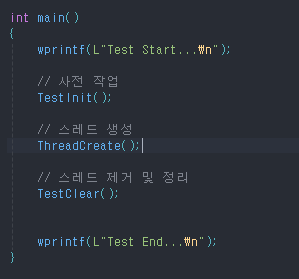 int main()
{
wprintf(L"Test Start...₩n");
// 사전 작업
TestInit();
// 스레드 생성
ThreadCreate();
// 스레드 제거 및 정리
TestClear();
wprintf(L"Test End...₩n");
}